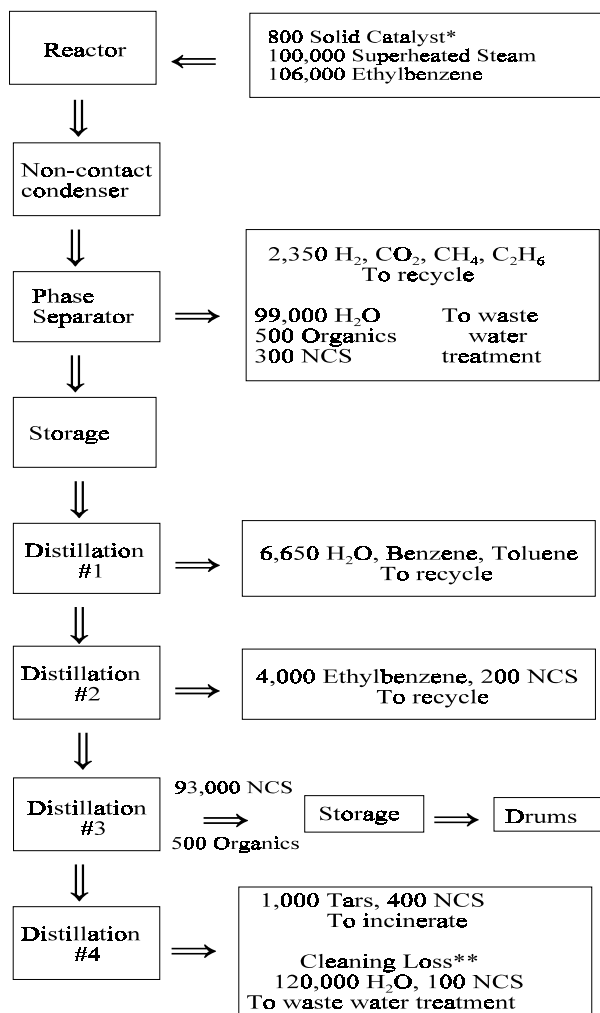 Reactor
800 Solid Catalyst*
100,000 Superheated Steam
106,000 Ethylbenzene
Non-contact
condenser
Phase
Separator
2,350 H₂, CO₂, CH₄, C₂H₆
To recycle
99,000 H₂O To waste
500 Organics water
300 NCS treatment
Storage
Distillation
#1
6,650 H₂O, Benzene, Toluene
To recycle
Distillation
#2
4,000 Ethylbenzene, 200 NCS
To recycle
Distillation
#3
93,000 NCS
500 Organics
Storage
Drums
Distillation
#4
1,000 Tars, 400 NCS
To incinerate
Cleaning Loss**
120,000 H₂O, 100 NCS
To waste water treatment